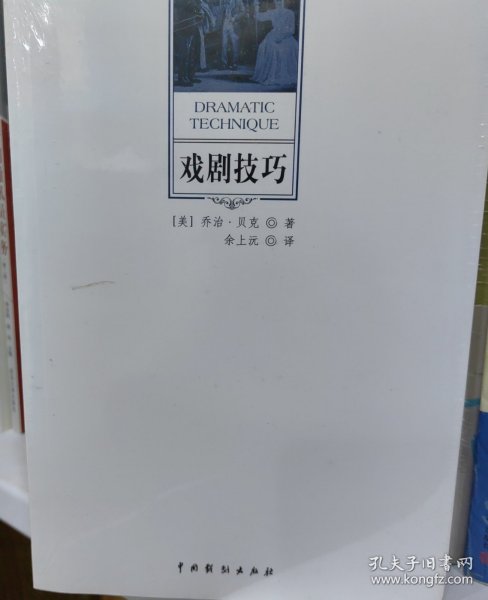 DRAMATIC
TECHNIQUE
戏剧技巧
[美] 乔治·贝克 ◎ 著
余上沅 ◎ 译
中国戏剧出版社
孔夫子旧书网
www.kongfz.com